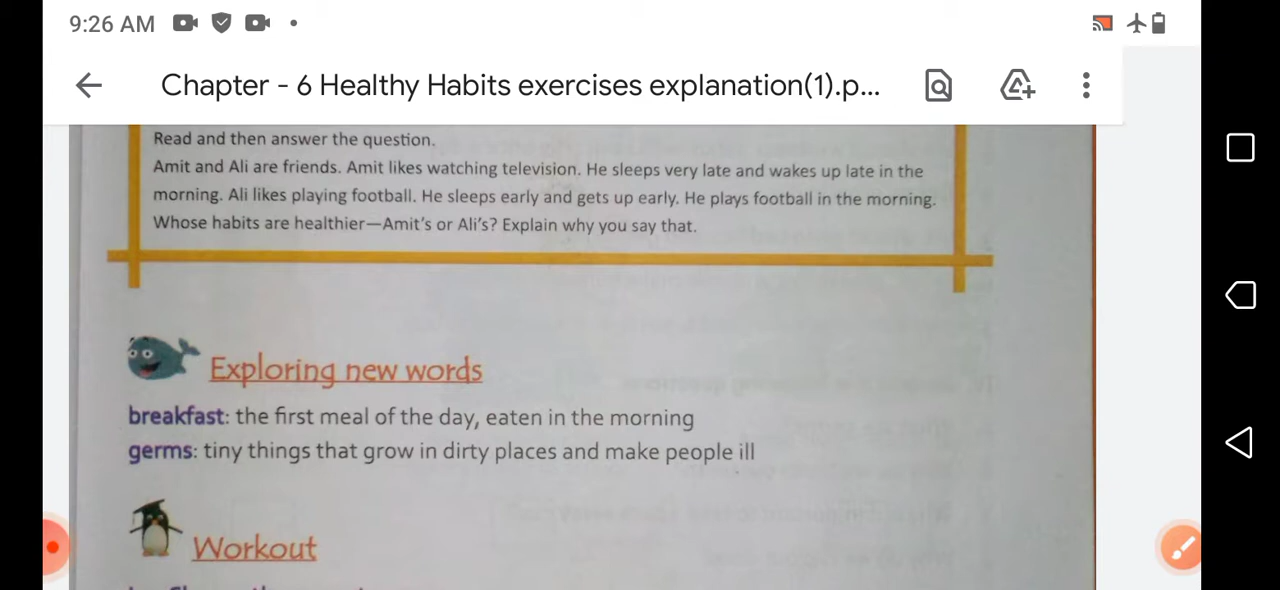 9:26 AM
Chapter - 6 Healthy Habits exercises explanation(1).p...
Read and then answer the question.
Amit and Ali are friends. Amit likes watching television. He sleeps very late and wakes up late in the
morning. Ali likes playing football. He sleeps early and gets up early. He plays football in the morning.
Whose habits are healthier—Amit's or Ali's? Explain why you say that.
Exploring new words
breakfast: the first meal of the day, eaten in the morning
germs: tiny things that grow in dirty places and make people ill
Workout